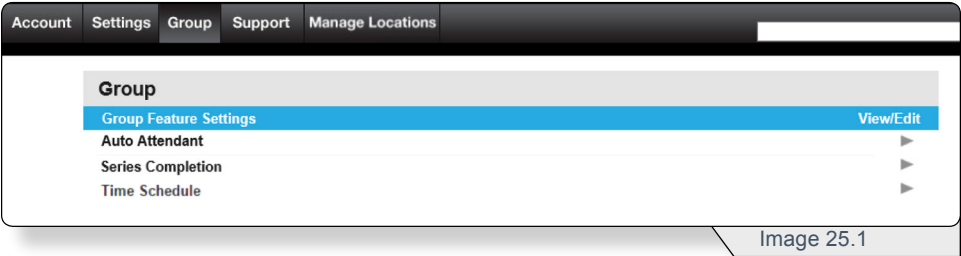 Account Settings Group Support Manage Locations
Group
Group Feature Settings View/Edit
Auto Attendant
Series Completion
Time Schedule
Image 25.1